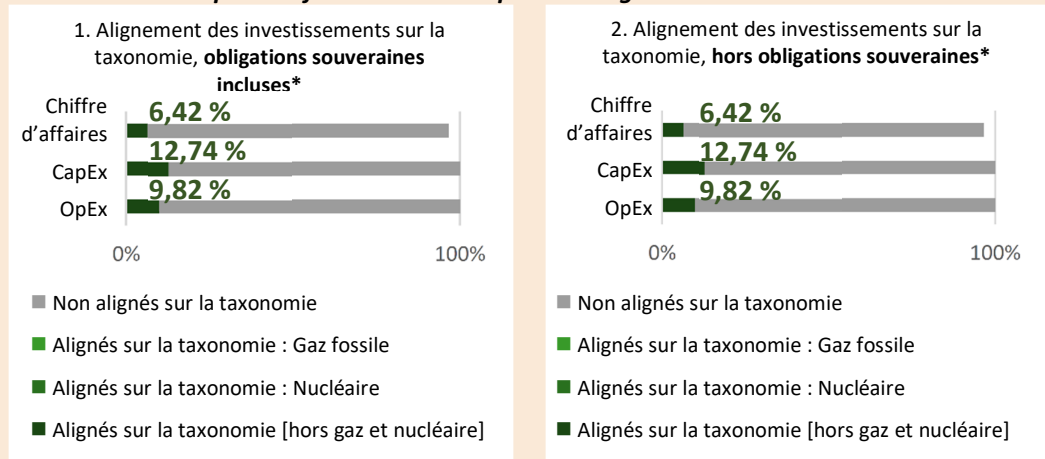 1. Alignement des investissements sur la
taxonomie, obligations souveraines
incluses*
Chiffre
d'affaires
6,42 %
CapEx
12,74 %
OpEx
9,82 %
0%
100%
Non alignés sur la taxonomie
Alignés sur la taxonomie : Gaz fossile
Alignés sur la taxonomie : Nucléaire
Alignés sur la taxonomie [hors gaz et nucléaire]
2. Alignement des investissements sur la
taxonomie, hors obligations souveraines*
Chiffre
d'affaires
6,42 %
CapEx
12,74 %
OpEx
9,82 %
0%
100%
Non alignés sur la taxonomie
Alignés sur la taxonomie : Gaz fossile
Alignés sur la taxonomie : Nucléaire
Alignés sur la taxonomie [hors gaz et nucléaire]